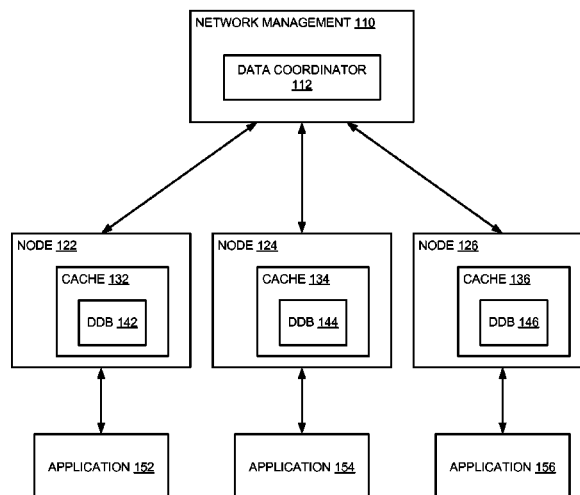 NETWORK MANAGEMENT 110
DATA COORDINATOR
112
NODE 122
CACHE 132
DDB 142
NODE 124
CACHE 134
DDB 144
NODE 126
CACHE 136
DDB 146
APPLICATION 152
APPLICATION 154
APPLICATION 156